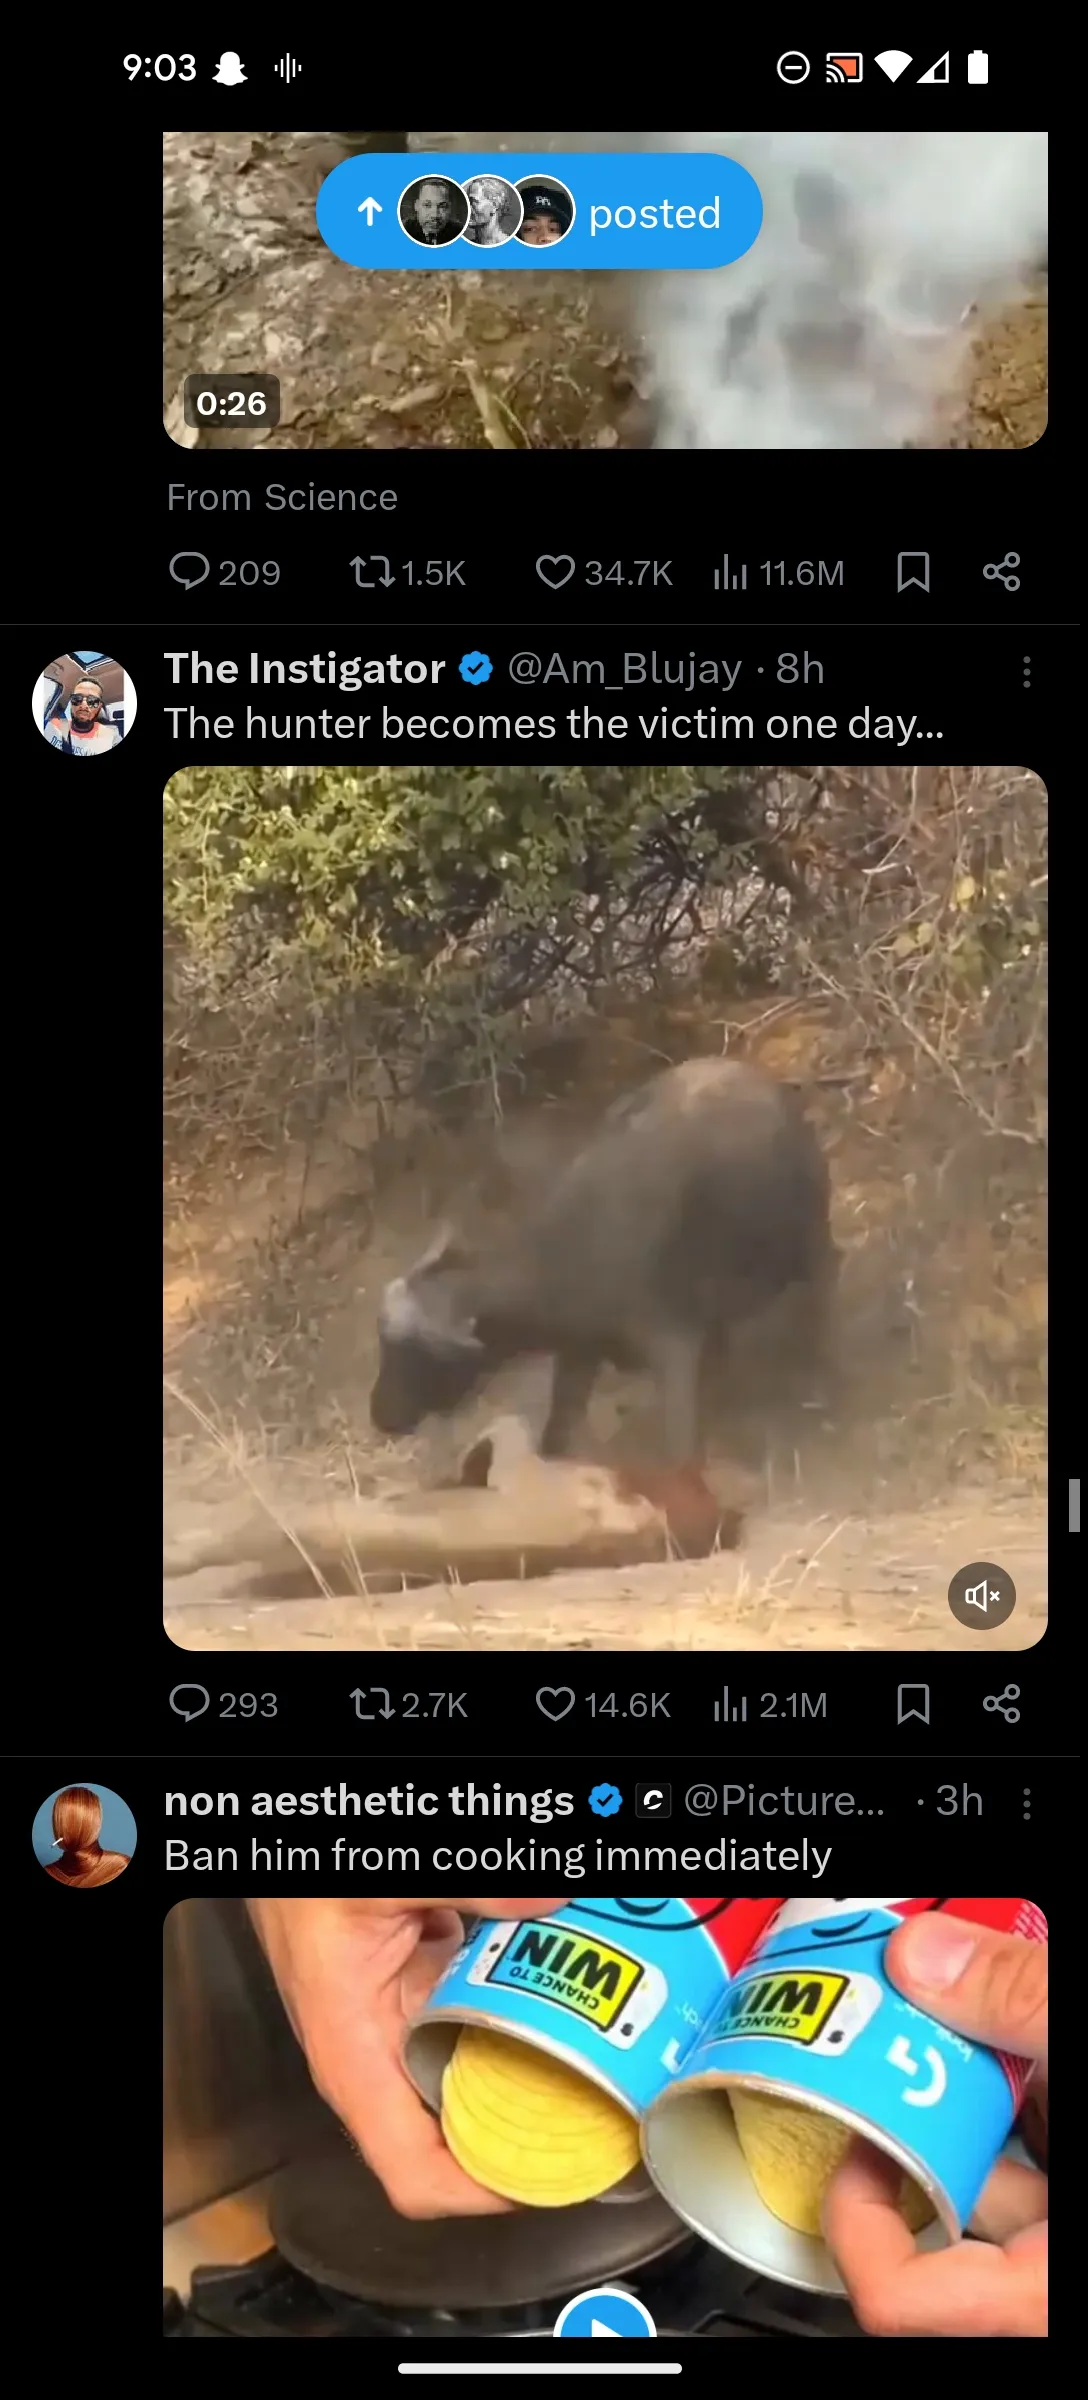 9:03
posted
0:26
From Science
209 1.5K 34.7K 11.6M
The Instigator @Am_Blujay · 8h
The hunter becomes the victim one day...
293 2.7K 14.6K 2.1M
non aesthetic things @Picture... · 3h
Ban him from cooking immediately
CHANCE TO
WIN
CHANCE TO
WIN